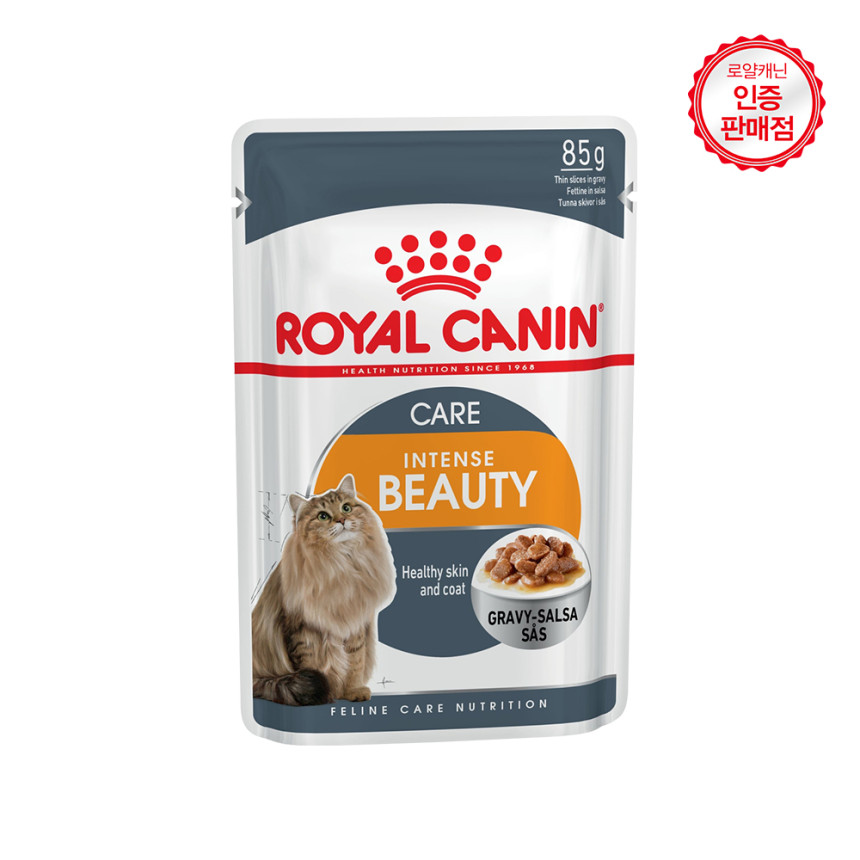 로얄캐닌
인증
판매점
85g
Thin slices in gravy
Fettine in salsa
Tunna skivor i sås
ROYAL CANIN®
HEALTH NUTRITION SINCE 1968
CARE
INTENSE
BEAUTY
Healthy skin
and coat
GRAVY-SALSA
SÅS
FELINE CARE NUTRITION